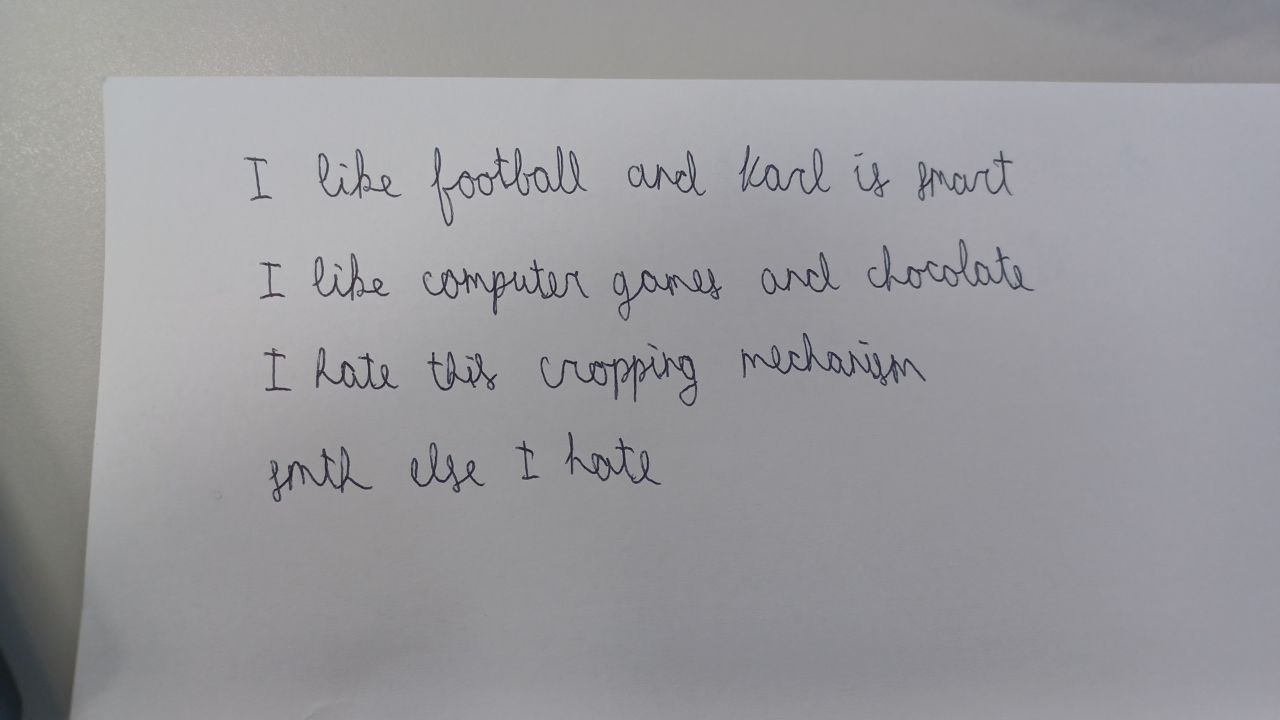 I like football and Karl is smart
I like computer games and chocolate
I hate this cropping mechanism
smth else I hate